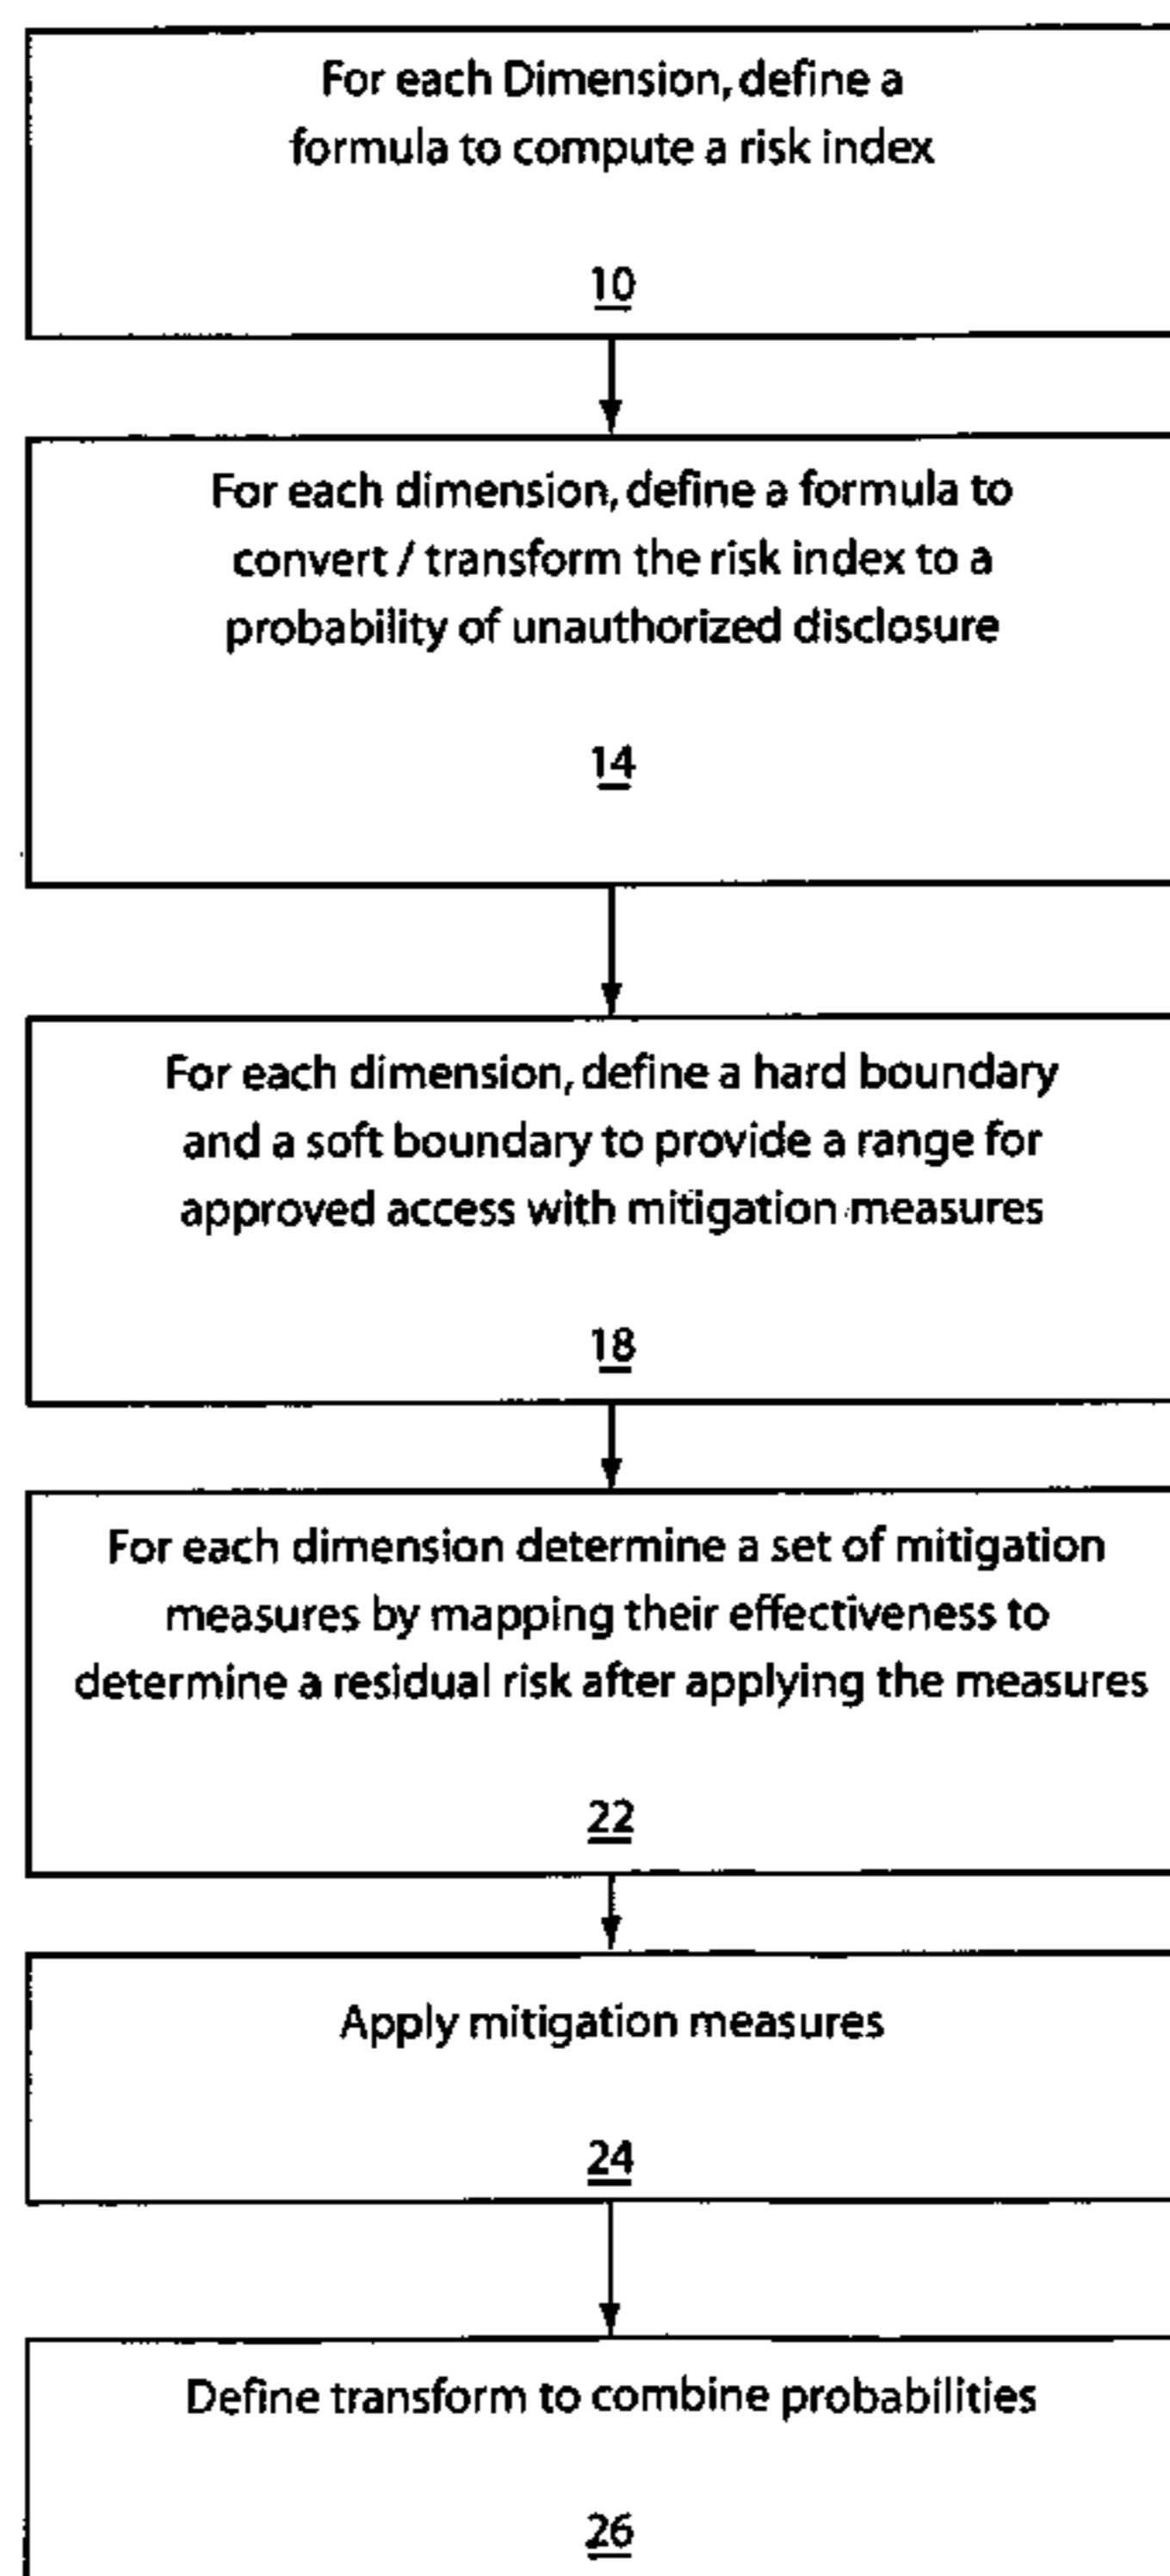 For each Dimension, define a
formula to compute a risk index
10
For each dimension, define a formula to
convert / transform the risk index to a
probability of unauthorized disclosure
14
For each dimension, define a hard boundary
and a soft boundary to provide a range for
approved access with mitigation measures
18
For each dimension determine a set of mitigation
measures by mapping their effectiveness to
determine a residual risk after applying the measures
22
Apply mitigation measures
24
Define transform to combine probabilities
26